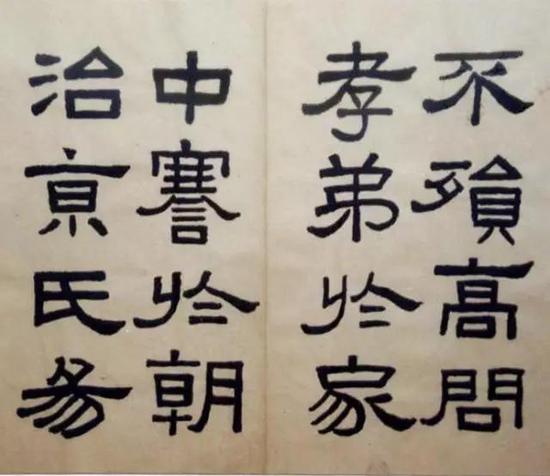 不殞高問
孝弟於家
中謇於朝
治京氏易